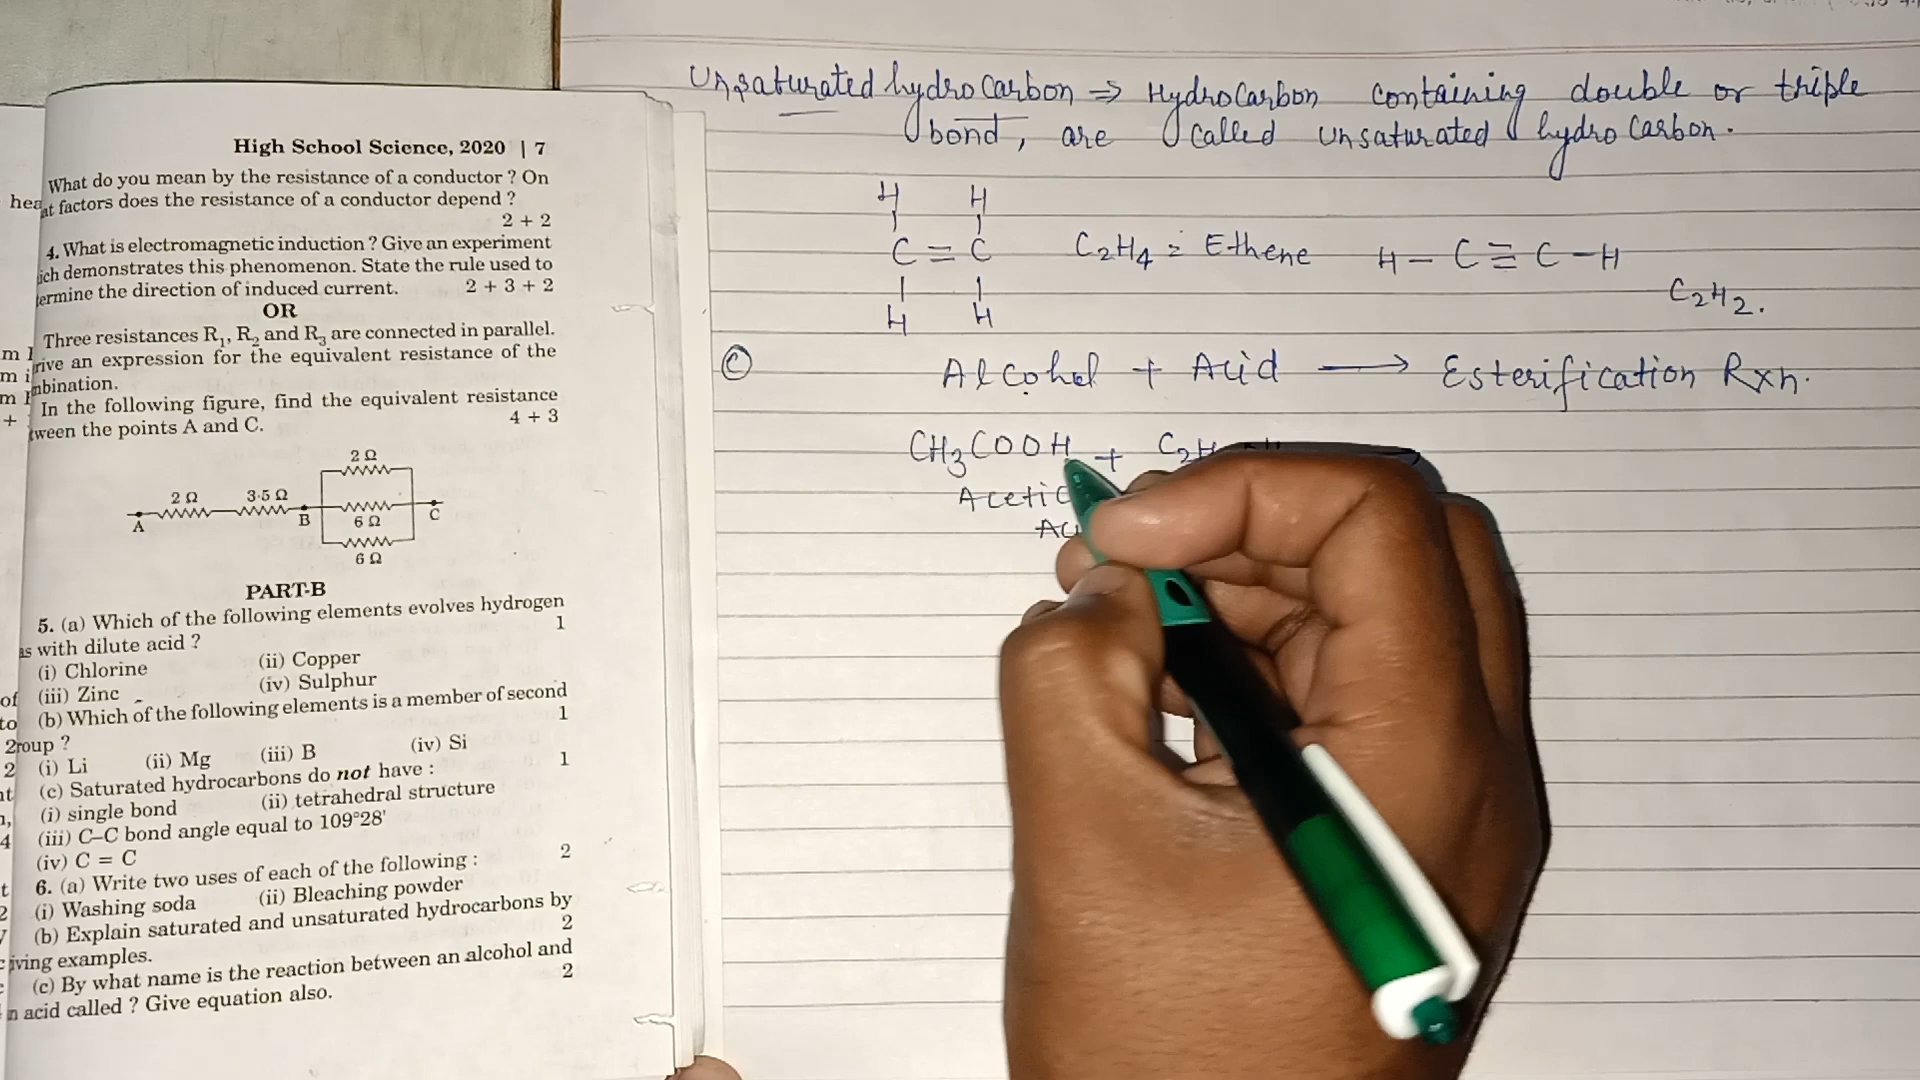 High School Science, 2020 | 7
What do you mean by the resistance of a conductor ? On
hea at factors does the resistance of a conductor depend ?
2 + 2
4. What is electromagnetic induction ? Give an experiment
ich demonstrates this phenomenon. State the rule used to
ermine the direction of induced current. 2 + 3 + 2
OR
Three resistances R₁, R₂ and R₃ are connected in parallel.
rive an expression for the equivalent resistance of the
mbination.
In the following figure, find the equivalent resistance
tween the points A and C. 4 + 3
2 Ω
2 Ω 3·5 Ω
A B 6 Ω C
6 Ω
PART-B
5. (a) Which of the following elements evolves hydrogen
as with dilute acid ? 1
(i) Chlorine (ii) Copper
(iii) Zinc (iv) Sulphur
(b) Which of the following elements is a member of second
roup ? 1
(i) Li (ii) Mg (iii) B (iv) Si
(c) Saturated hydrocarbons do not have : 1
(i) single bond (ii) tetrahedral structure
(iii) C–C bond angle equal to 109°28'
(iv) C = C
6. (a) Write two uses of each of the following : 2
(i) Washing soda (ii) Bleaching powder
(b) Explain saturated and unsaturated hydrocarbons by
iving examples. 2
(c) By what name is the reaction between an alcohol and
n acid called ? Give equation also. 2
Unsaturated hydrocarbon ⇒ Hydrocarbon containing double or triple
bond, are called unsaturated hydrocarbon.
H H
C = C C₂H₄ = Ethene H – C ≡ C – H
H H C₂H₂.
(C) Alcohol + Acid ⟶ Esterification Rxn.
CH₃COOH + C₂H
Acetic